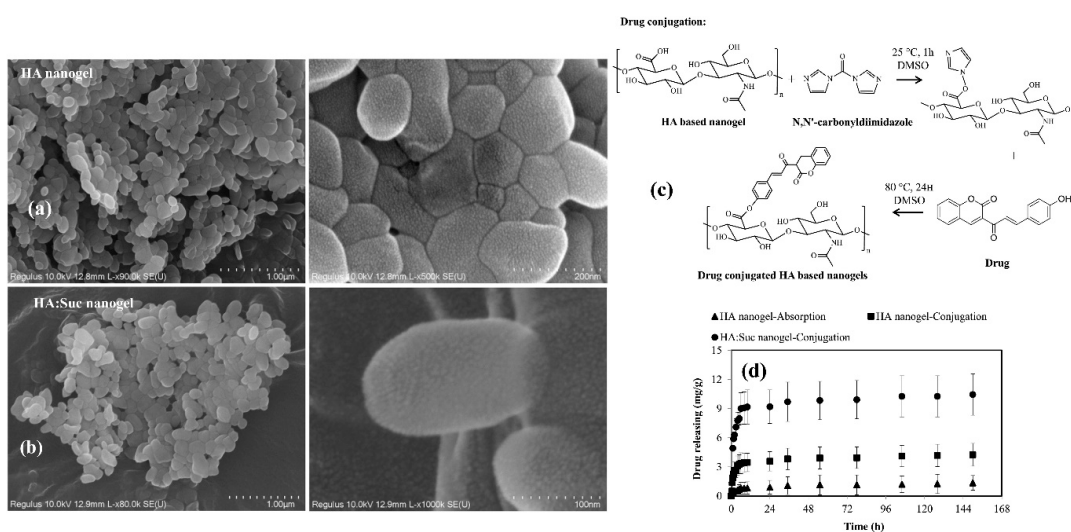 HA nanogel
(a)
Regulus 10.0kV 12.8mm L-x90.0k SE(U)
1.00μm
Regulus 10.0kV 12.8mm L-x500k SE(U)
200nm
HA:Suc nanogel
(b)
Regulus 10.0kV 12.9mm L-x80.0k SE(U)
1.00μm
Regulus 10.0kV 12.9mm L-x1000k SE(U)
100nm
Drug conjugation:
25 °C, 1h
DMSO
HA based nanogel
N,N'-carbonyldiimidazole
(c)
80 °C, 24H
DMSO
Drug conjugated HA based nanogels
Drug
HA nanogel-Absorption
HA nanogel-Conjugation
HA:Suc nanogel-Conjugation
(d)
Drug releasing (mg/g)
15
12
9
6
3
0
0 24 48 72 96 120 144 168
Time (h)